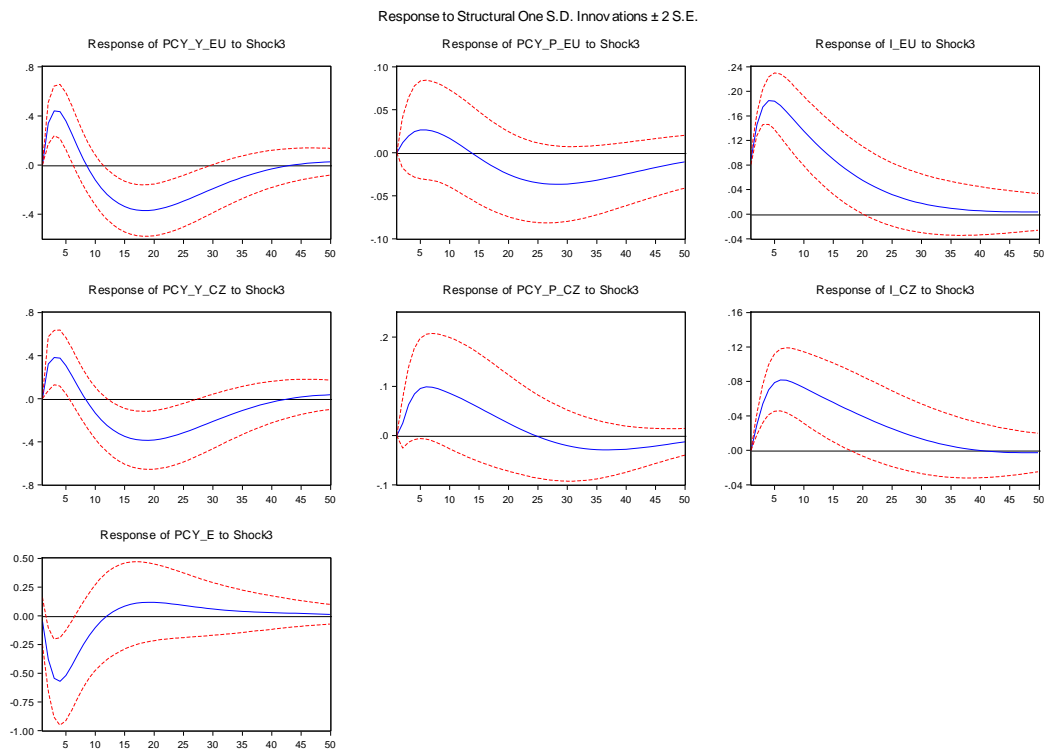 Response to Structural One S.D. Innovations ± 2 S.E.
Response of PCY_Y_EU to Shock3
.8
.4
.0
-.4
5 10 15 20 25 30 35 40 45 50
Response of PCY_P_EU to Shock3
.10
.05
.00
-.05
-.10
5 10 15 20 25 30 35 40 45 50
Response of I_EU to Shock3
.24
.20
.16
.12
.08
.04
.00
-.04
5 10 15 20 25 30 35 40 45 50
Response of PCY_Y_CZ to Shock3
.8
.4
.0
-.4
-.8
5 10 15 20 25 30 35 40 45 50
Response of PCY_P_CZ to Shock3
.2
.1
.0
-.1
5 10 15 20 25 30 35 40 45 50
Response of I_CZ to Shock3
.16
.12
.08
.04
.00
-.04
5 10 15 20 25 30 35 40 45 50
Response of PCY_E to Shock3
0.50
0.25
0.00
-0.25
-0.50
-0.75
-1.00
5 10 15 20 25 30 35 40 45 50